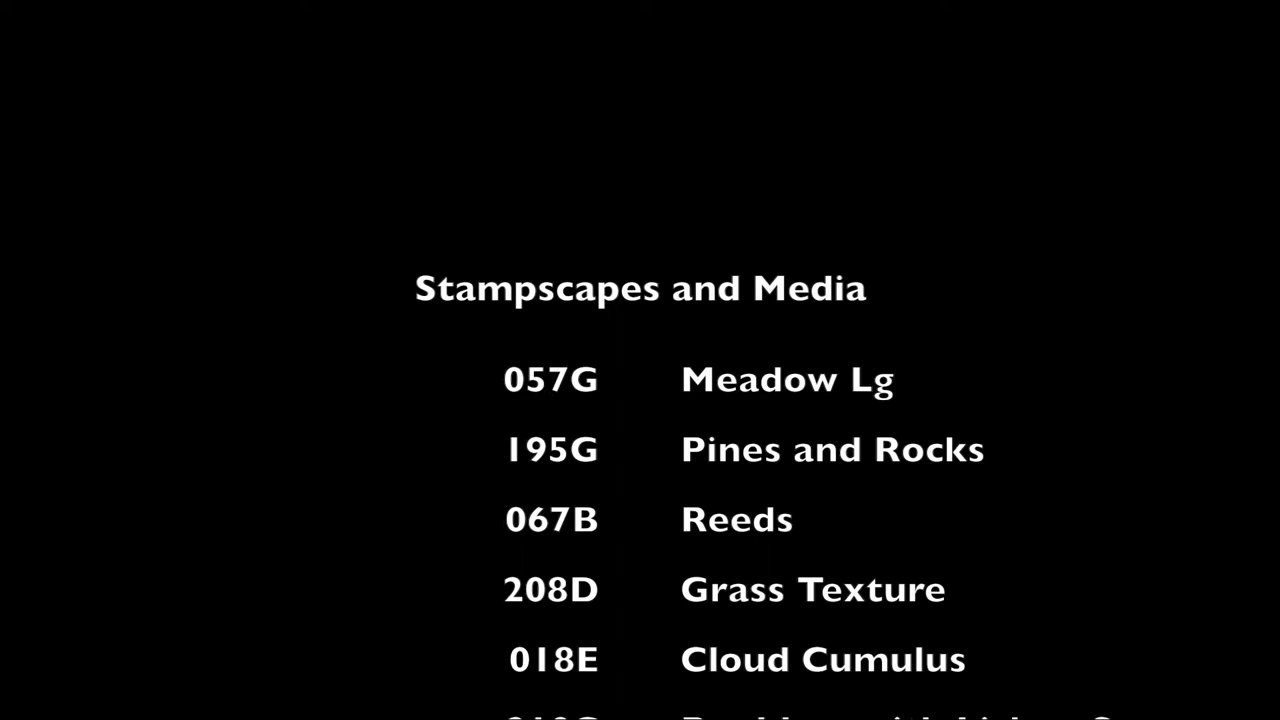 Stampscapes and Media
057G Meadow Lg
195G Pines and Rocks
067B Reeds
208D Grass Texture
018E Cloud Cumulus